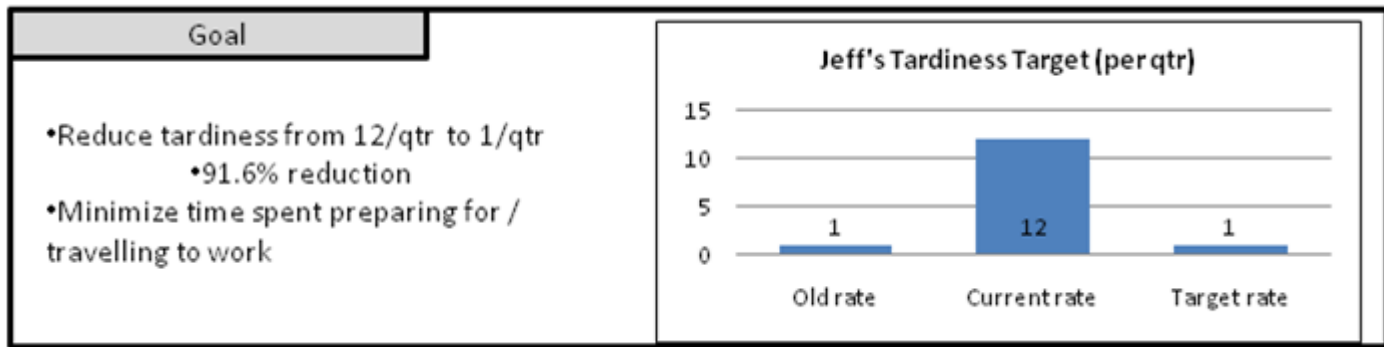 Goal
•Reduce tardiness from 12/qtr to 1/qtr
•91.6% reduction
•Minimize time spent preparing for /
travelling to work
Jeff's Tardiness Target (per qtr)
15
10
5
0
1
12
1
Old rate
Current rate
Target rate